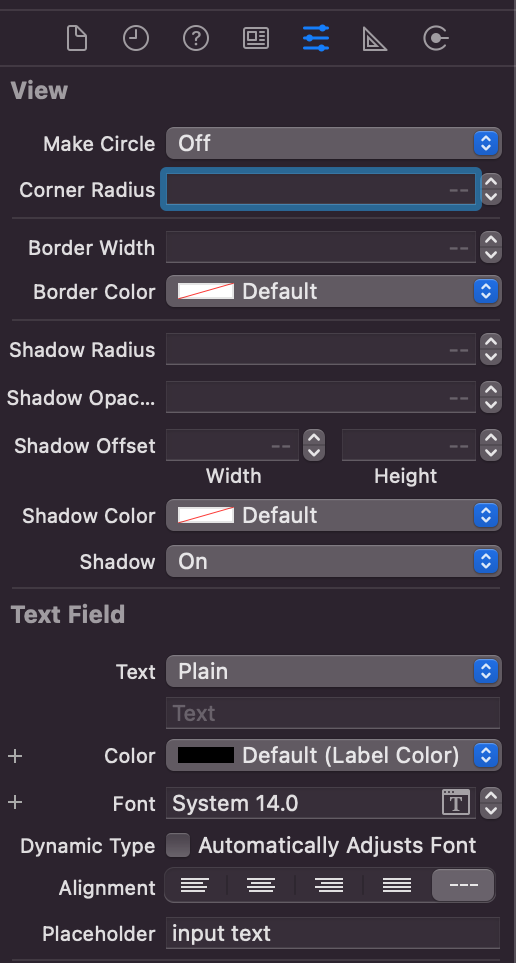 View
Make Circle Off
Corner Radius --
Border Width --
Border Color Default
Shadow Radius --
Shadow Opac... --
Shadow Offset -- --
Width Height
Shadow Color Default
Shadow On
Text Field
Text Plain
Text
+ Color Default (Label Color)
+ Font System 14.0 T
Dynamic Type Automatically Adjusts Font
Alignment ---
Placeholder input text